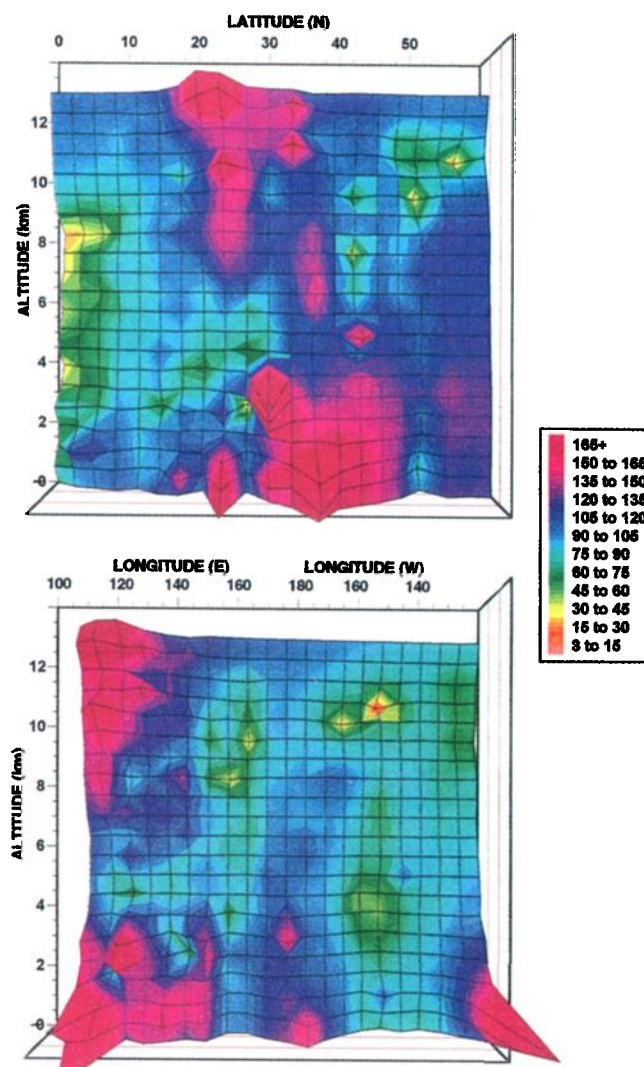 LATITUDE (N)
0 10 20 30 40 50
12
10
8
6
4
2
-0
ALTITUDE (km)
165+
150 to 165
135 to 150
120 to 135
105 to 120
90 to 105
75 to 90
60 to 75
45 to 60
30 to 45
15 to 30
3 to 15
LONGITUDE (E) LONGITUDE (W)
100 120 140 160 180 160 140
12
10
8
6
4
2
-0
ALTITUDE (km)